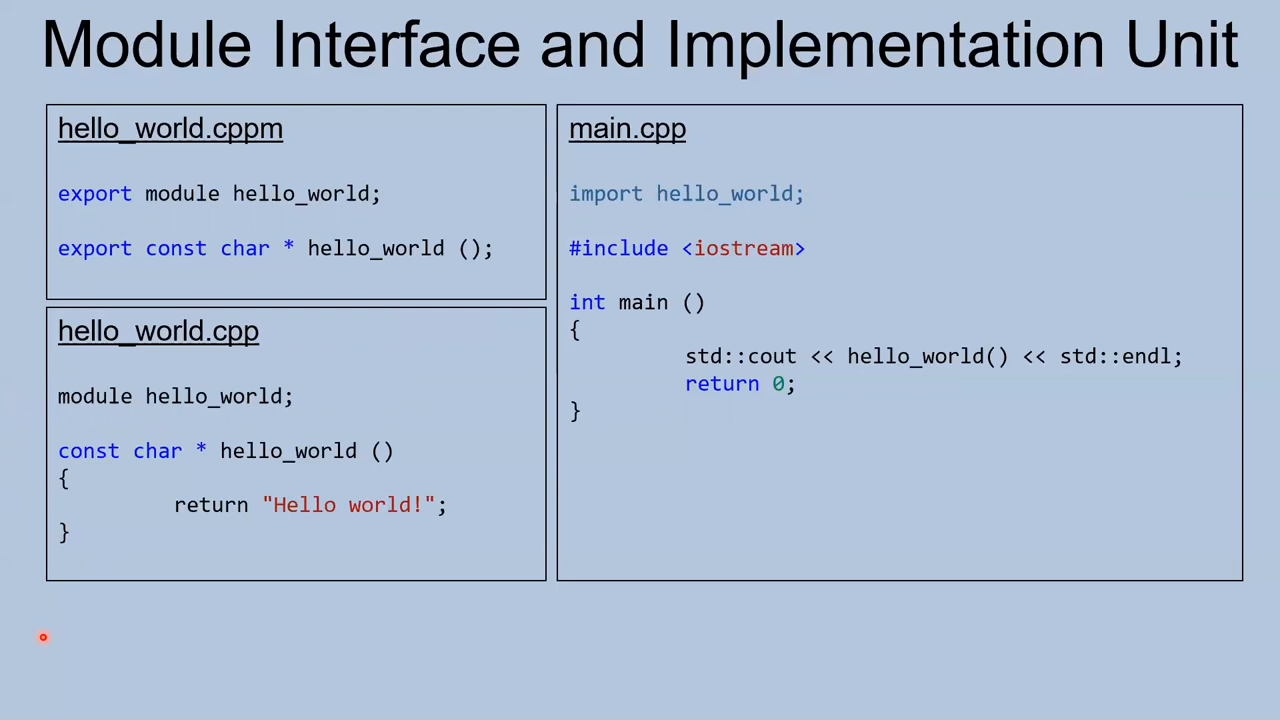 Module Interface and Implementation Unit
hello_world.cppm
export module hello_world;
export const char * hello_world ();
hello_world.cpp
module hello_world;
const char * hello_world ()
{
return "Hello world!";
}
main.cpp
import hello_world;
#include <iostream>
int main ()
{
std::cout << hello_world() << std::endl;
return 0;
}